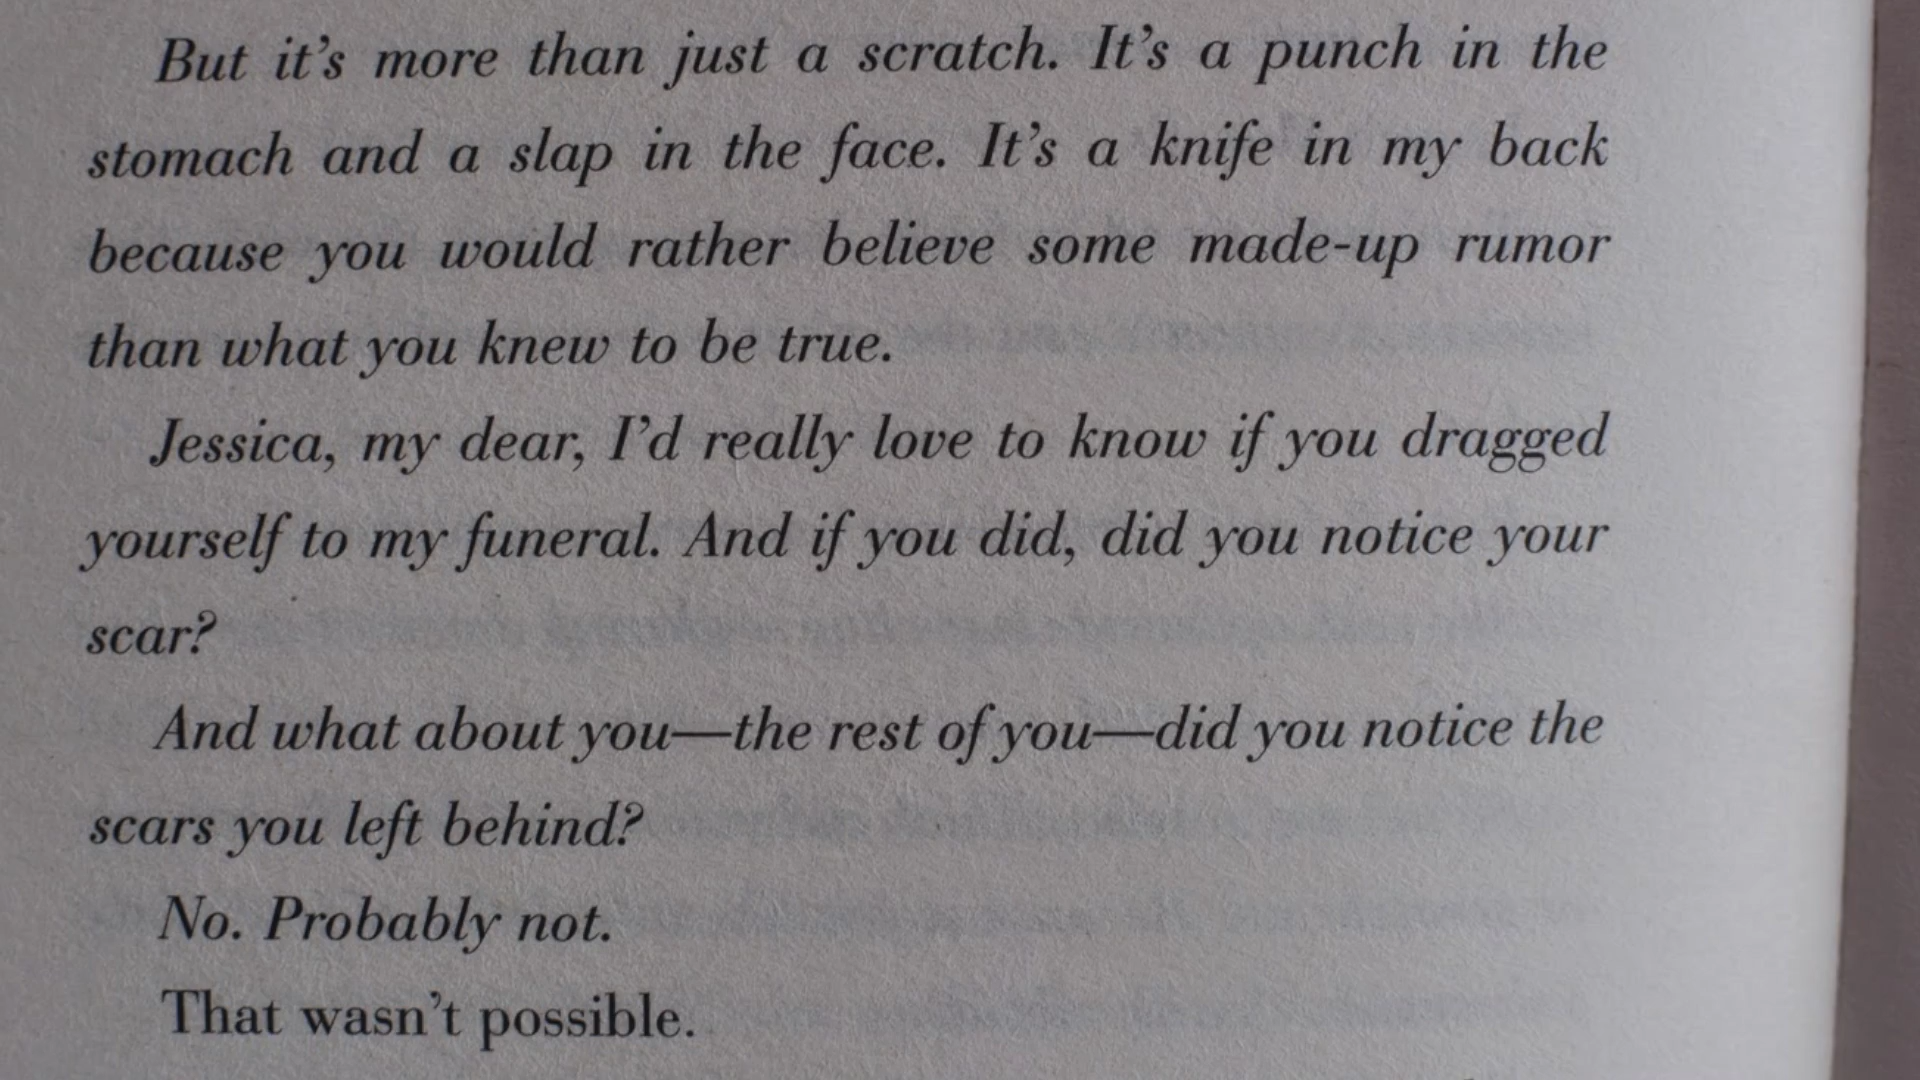 But it’s more than just a scratch. It’s a punch in the
stomach and a slap in the face. It’s a knife in my back
because you would rather believe some made-up rumor
than what you knew to be true.
Jessica, my dear, I’d really love to know if you dragged
yourself to my funeral. And if you did, did you notice your
scar?
And what about you—the rest of you—did you notice the
scars you left behind?
No. Probably not.
That wasn’t possible.